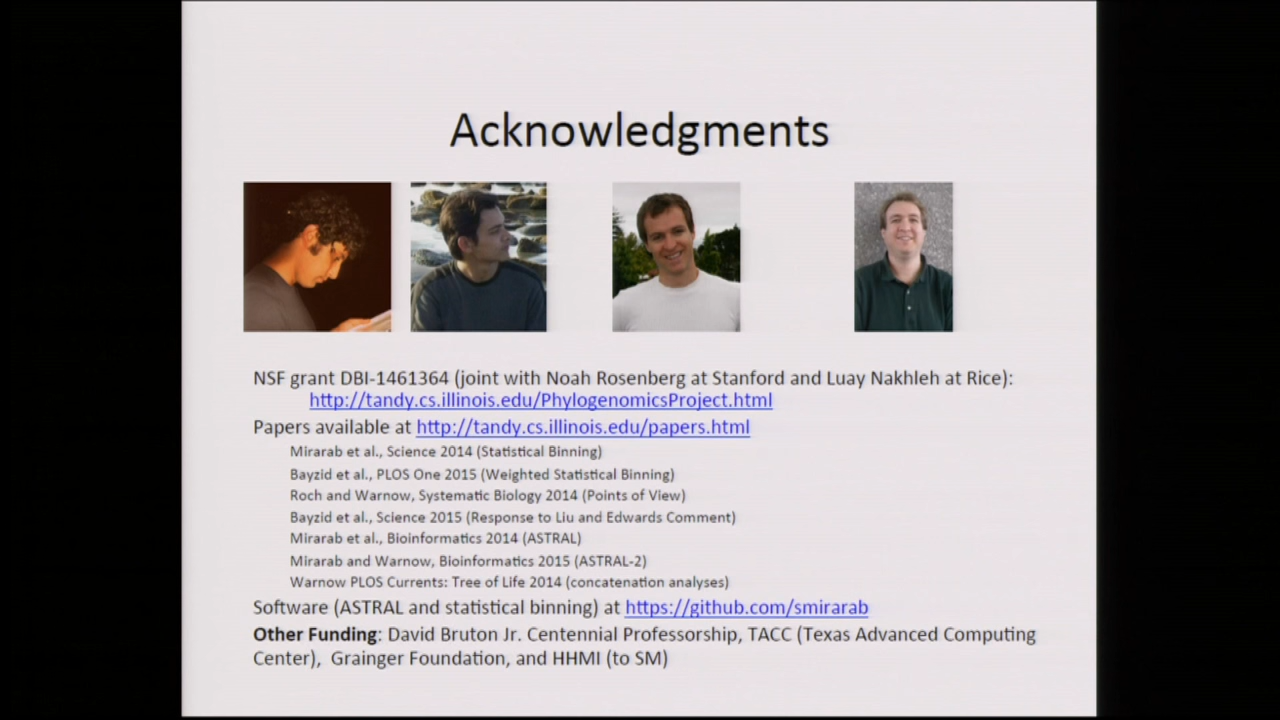 Acknowledgments
NSF grant DBI-1461364 (joint with Noah Rosenberg at Stanford and Luay Nakhleh at Rice):
http://tandy.cs.illinois.edu/PhylogenomicsProject.html
Papers available at http://tandy.cs.illinois.edu/papers.html
Mirarab et al., Science 2014 (Statistical Binning)
Bayzid et al., PLOS One 2015 (Weighted Statistical Binning)
Roch and Warnow, Systematic Biology 2014 (Points of View)
Bayzid et al., Science 2015 (Response to Liu and Edwards Comment)
Mirarab et al., Bioinformatics 2014 (ASTRAL)
Mirarab and Warnow, Bioinformatics 2015 (ASTRAL-2)
Warnow PLOS Currents: Tree of Life 2014 (concatenation analyses)
Software (ASTRAL and statistical binning) at https://github.com/smirarab
Other Funding: David Bruton Jr. Centennial Professorship, TACC (Texas Advanced Computing
Center), Grainger Foundation, and HHMI (to SM)